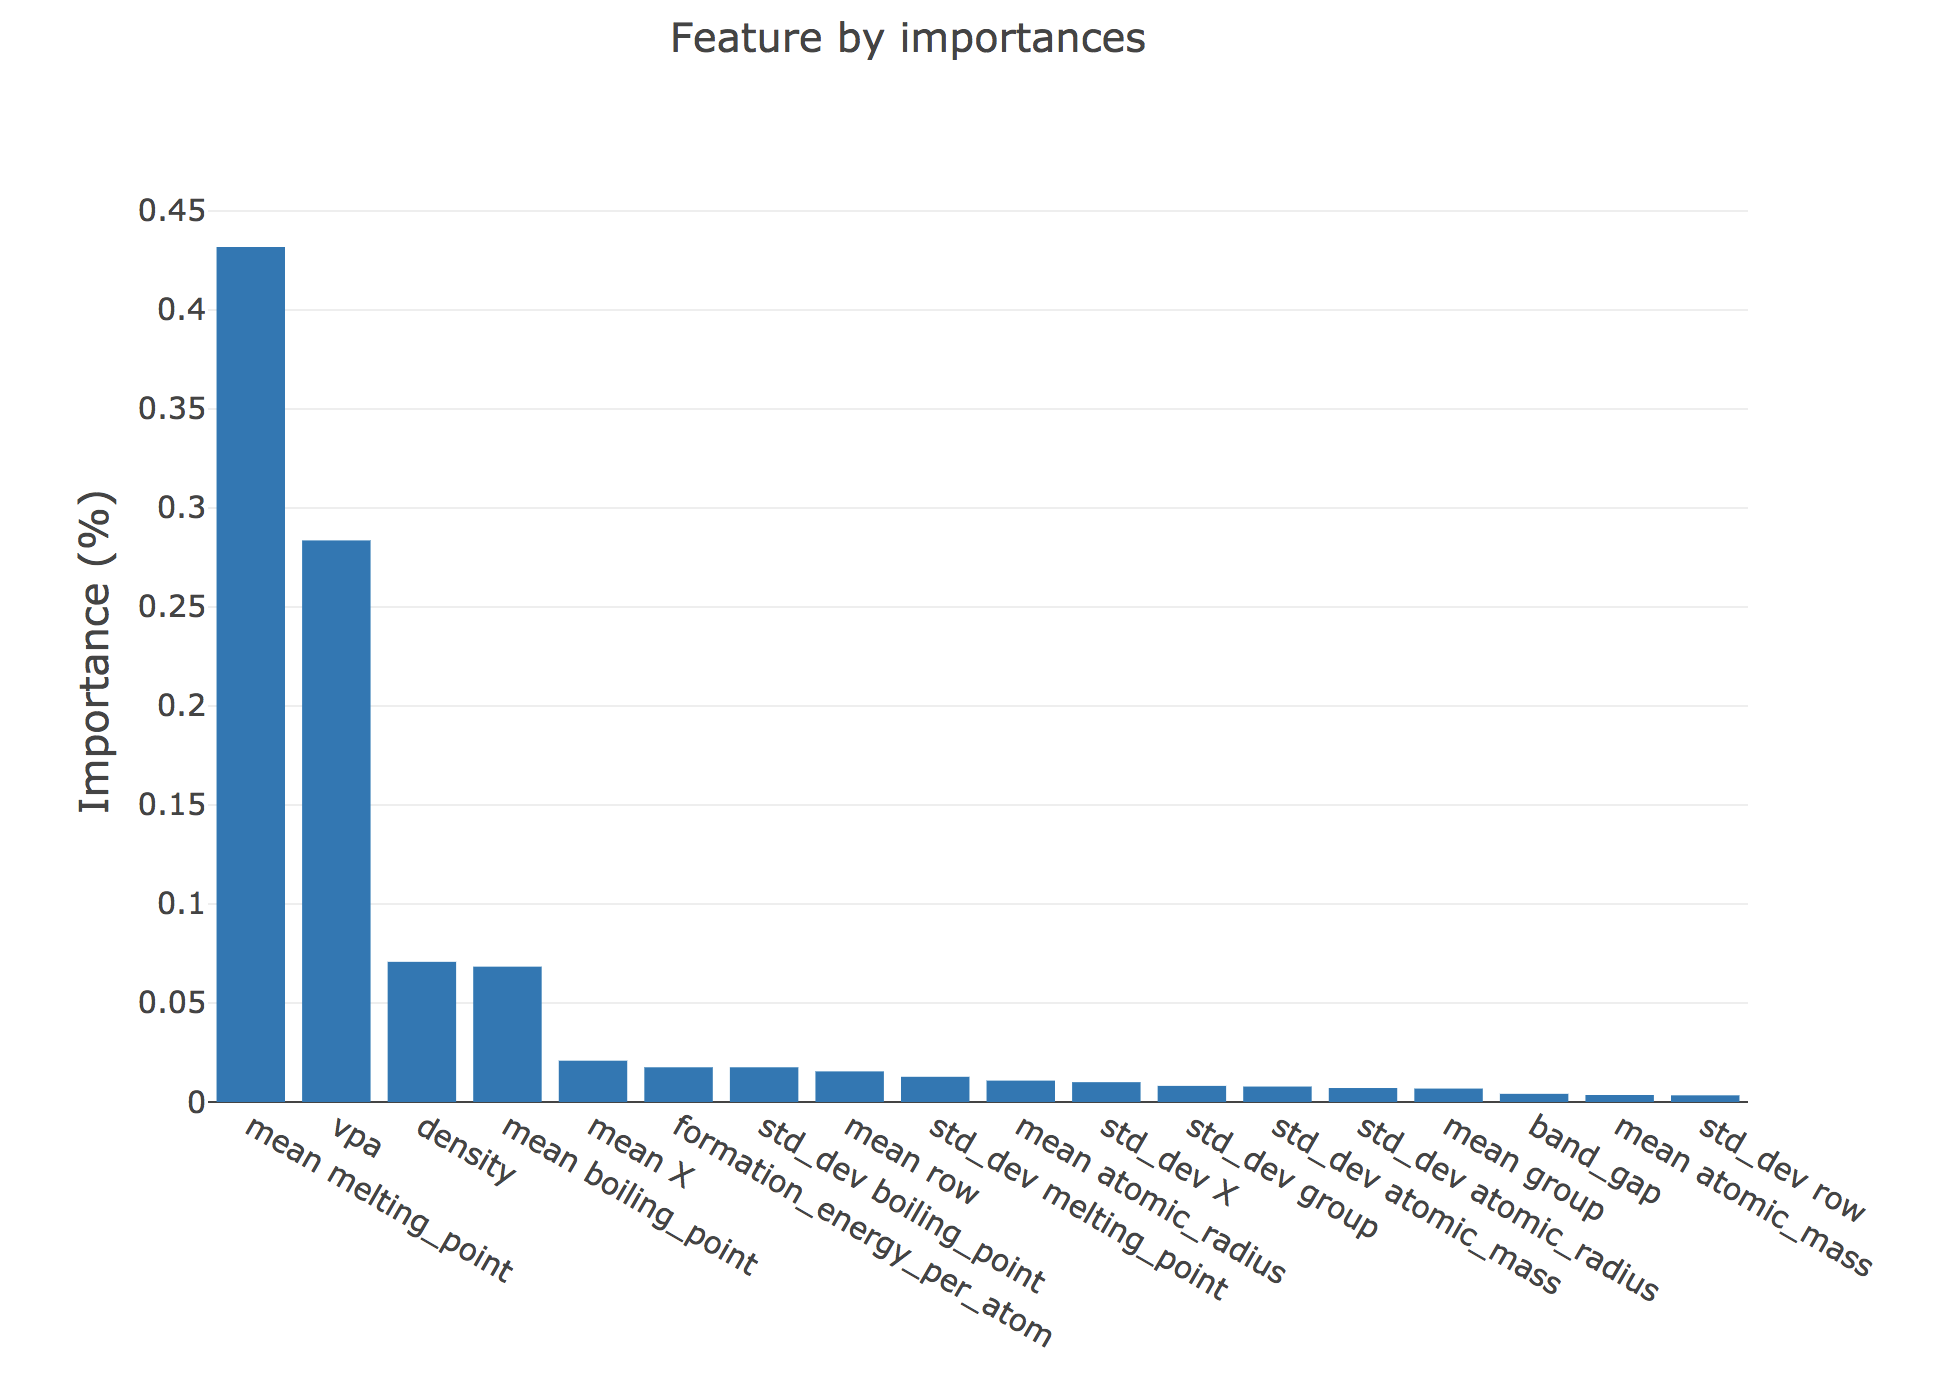 Feature by importances
Importance (%)
0.45
0.4
0.35
0.3
0.25
0.2
0.15
0.1
0.05
0
mean melting_point
vpa
density
mean boiling_point
mean X
formation_energy_per_atom
std_dev boiling_point
mean row
std_dev melting_point
mean atomic_radius
std_dev X
std_dev group
std_dev atomic_mass
std_dev atomic_radius
mean group
band_gap
mean atomic_mass
std_dev row